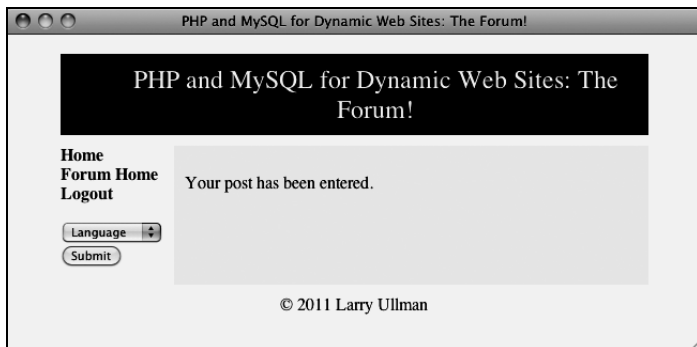 PHP and MySQL for Dynamic Web Sites: The Forum!
PHP and MySQL for Dynamic Web Sites: The
Forum!
Home
Forum Home
Logout
Language
Submit
Your post has been entered.
© 2011 Larry Ullman